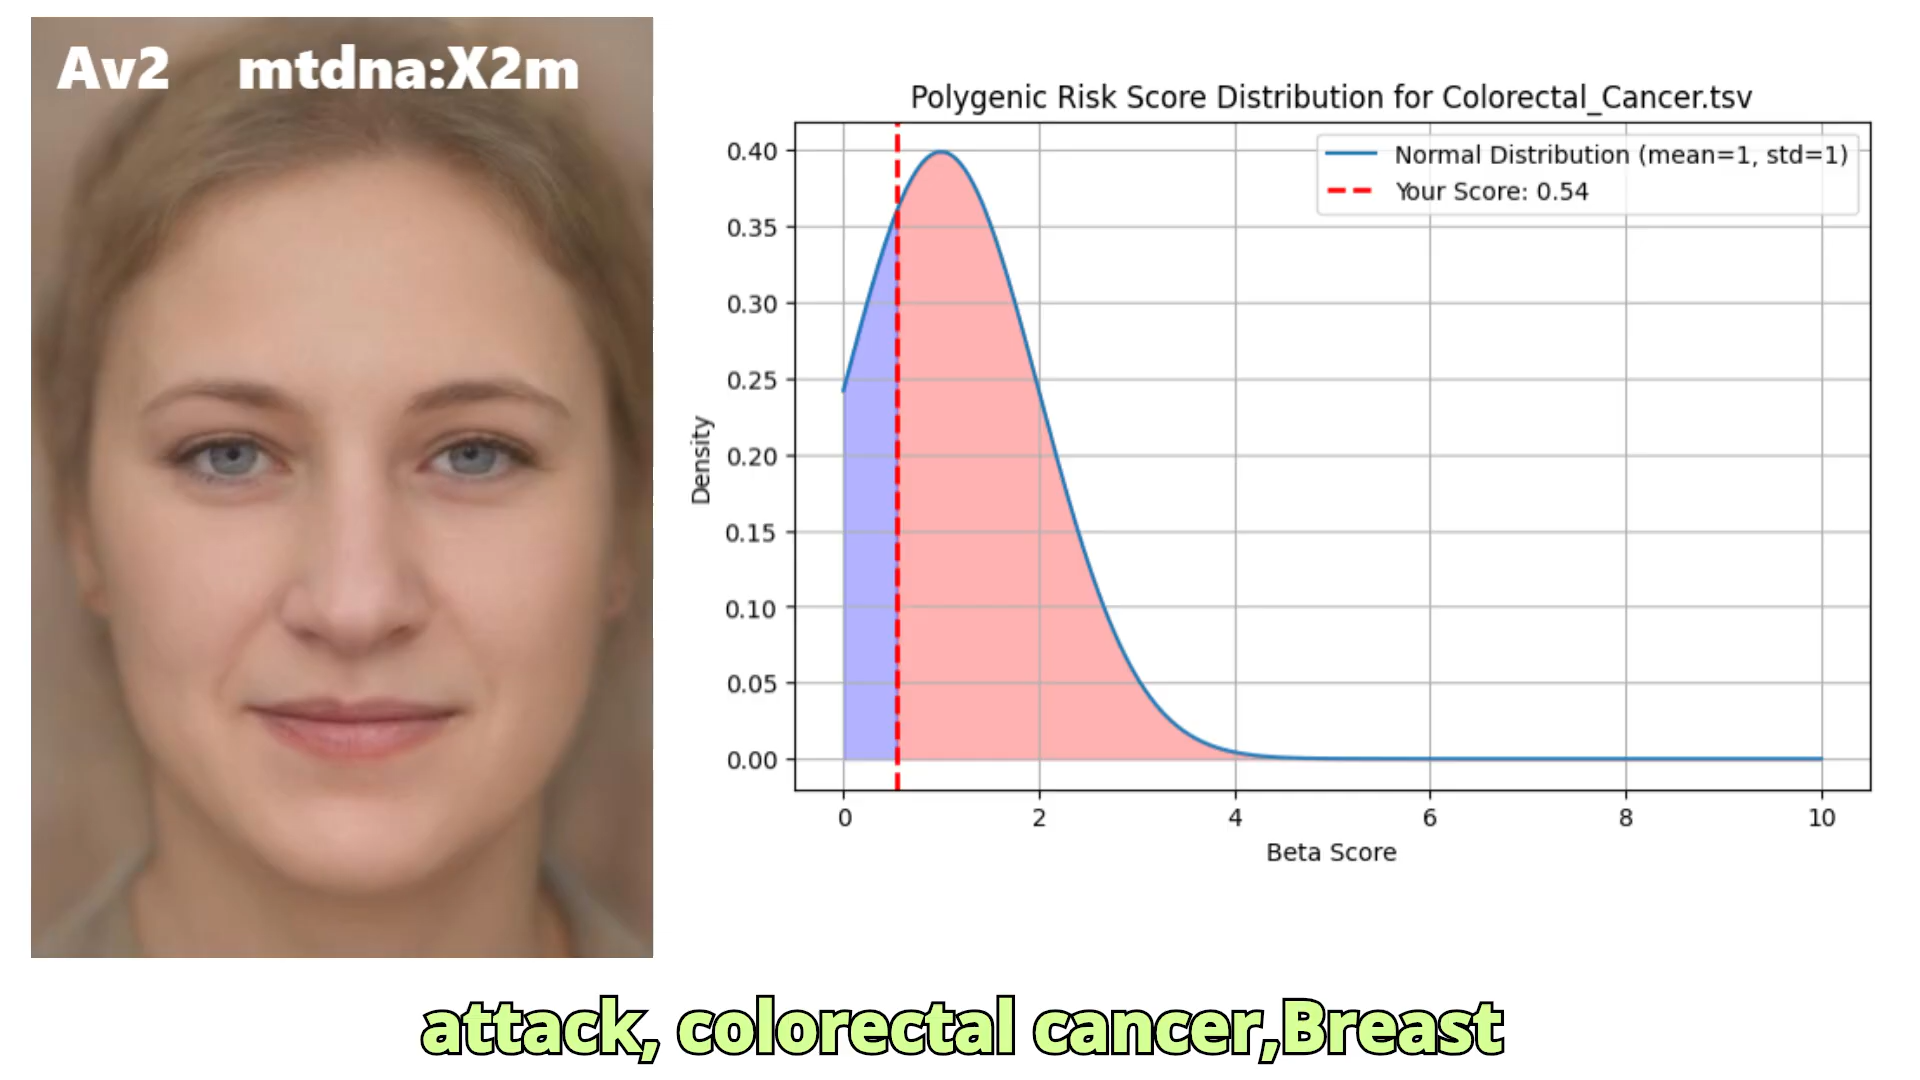 Av2 mtdna:X2m
Polygenic Risk Score Distribution for Colorectal_Cancer.tsv
Normal Distribution (mean=1, std=1)
Your Score: 0.54
0.40
0.35
0.30
0.25
0.20
0.15
0.10
0.05
0.00
Density
0 2 4 6 8 10
Beta Score
attack, colorectal cancer,Breast